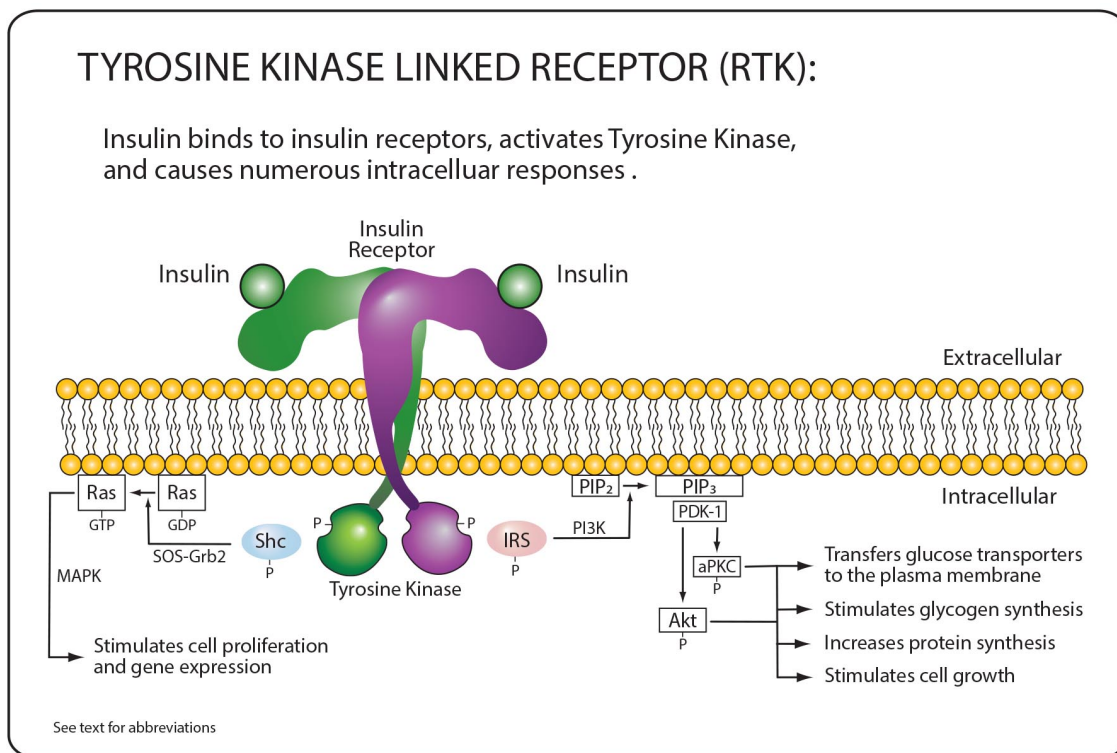 TYROSINE KINASE LINKED RECEPTOR (RTK):
Insulin binds to insulin receptors, activates Tyrosine Kinase,
and causes numerous intracelluar responses .
Insulin
Receptor
Insulin
Insulin
Extracellular
Intracellular
Ras
GTP
Ras
GDP
SOS-Grb2
MAPK
Shc
P
P
P
Tyrosine Kinase
IRS
P
PI3K
PIP₂
PIP₃
PDK-1
aPKC
P
Akt
P
Stimulates cell proliferation
and gene expression
Transfers glucose transporters
to the plasma membrane
Stimulates glycogen synthesis
Increases protein synthesis
Stimulates cell growth
See text for abbreviations